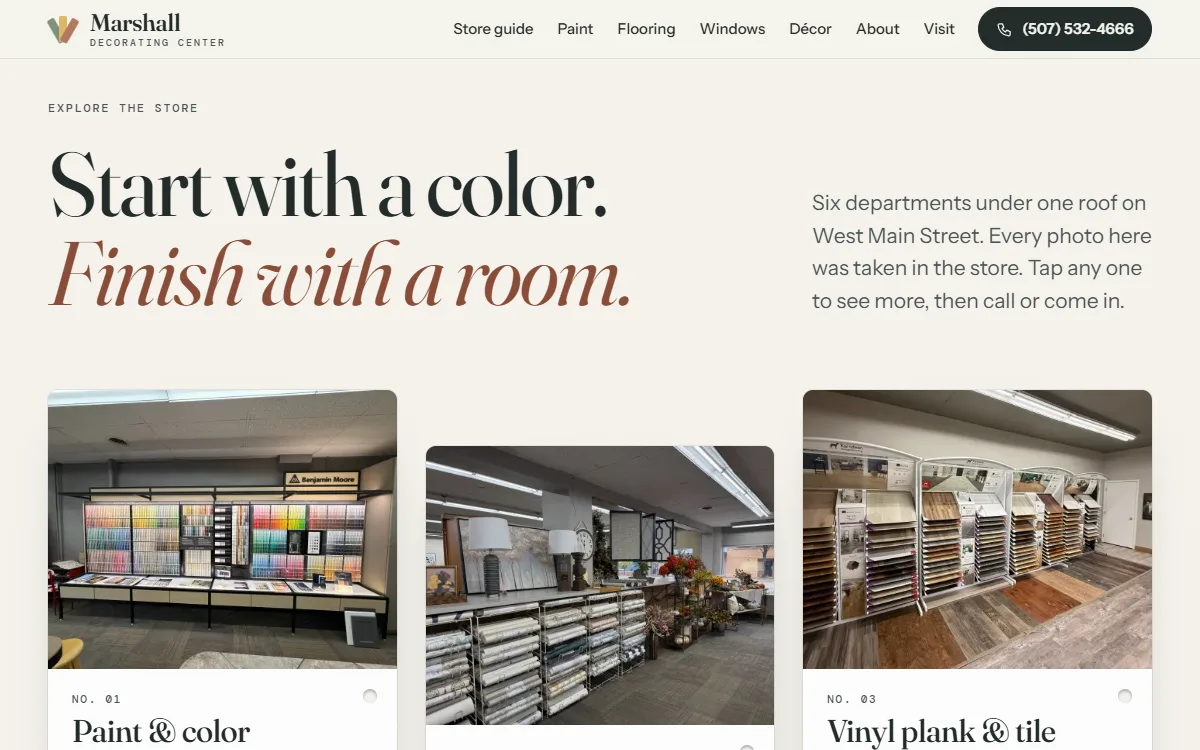 Marshall
DECORATING CENTER
Store guide
Paint
Flooring
Windows
Décor
About
Visit
(507) 532-4666
EXPLORE THE STORE
Start with a color.
Finish with a room.
Six departments under one roof on
West Main Street. Every photo here
was taken in the store. Tap any one
to see more, then call or come in.
Benjamin Moore
NO. 01
Paint & color
NO. 03
Vinyl plank & tile